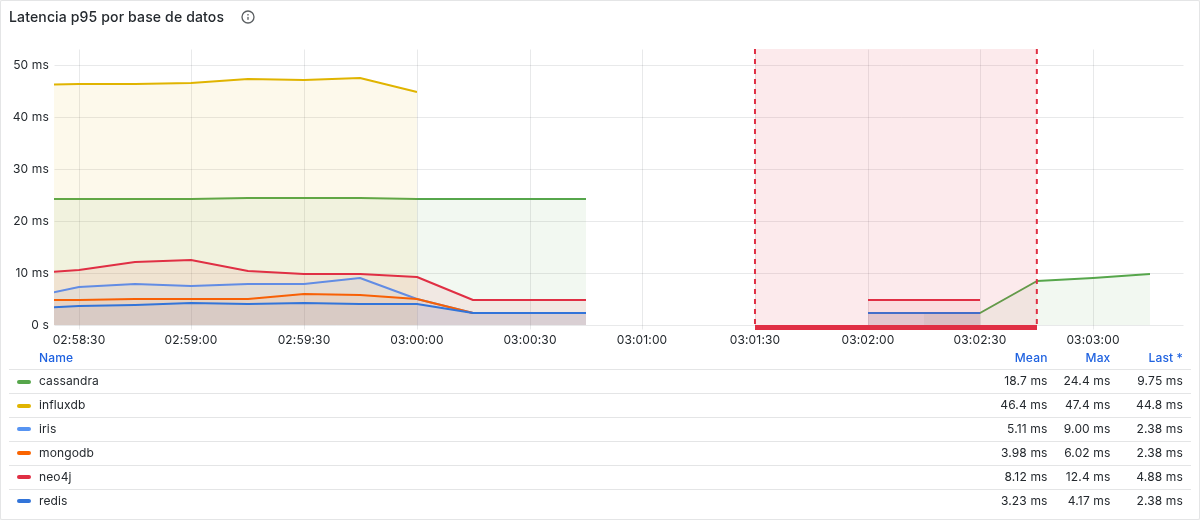 Latencia p95 por base de datos
50 ms
40 ms
30 ms
20 ms
10 ms
0 s
02:58:30 02:59:00 02:59:30 03:00:00 03:00:30 03:01:00 03:01:30 03:02:00 03:02:30 03:03:00
Name Mean Max Last *
cassandra 18.7 ms 24.4 ms 9.75 ms
influxdb 46.4 ms 47.4 ms 44.8 ms
iris 5.11 ms 9.00 ms 2.38 ms
mongodb 3.98 ms 6.02 ms 2.38 ms
neo4j 8.12 ms 12.4 ms 4.88 ms
redis 3.23 ms 4.17 ms 2.38 ms